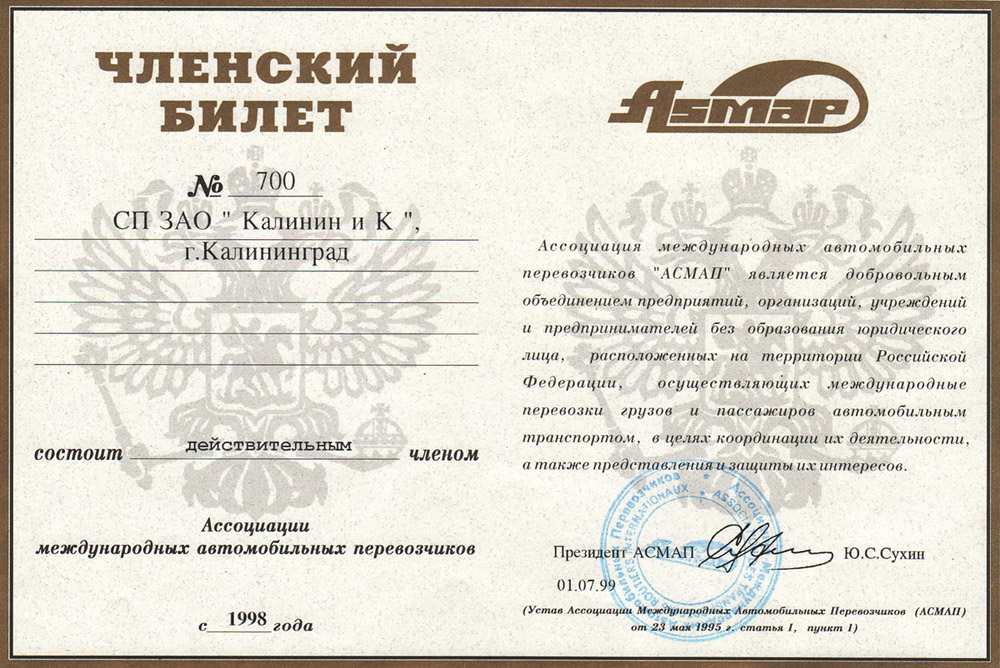 ЧЛЕНСКИЙ
БИЛЕТ
№ 700
СП ЗАО " Калинин и К ",
г.Калининград
состоит действительным членом
Ассоциации
международных автомобильных перевозчиков
с 1998 года
Asmap
Ассоциация международных автомобильных
перевозчиков "АСМАП" является добровольным
объединением предприятий, организаций, учреждений
и предпринимателей без образования юридического
лица, расположенных на территории Российской
Федерации, осуществляющих международные
перевозки грузов и пассажиров автомобильным
транспортом, в целях координации их деятельности,
а также представления и защиты их интересов.
Президент АСМАП Ю.С.Сухин
01.07.99
(Устав Ассоциации Международных Автомобильных Перевозчиков (АСМАП)
от 23 мая 1995 г. статья 1, пункт 1)